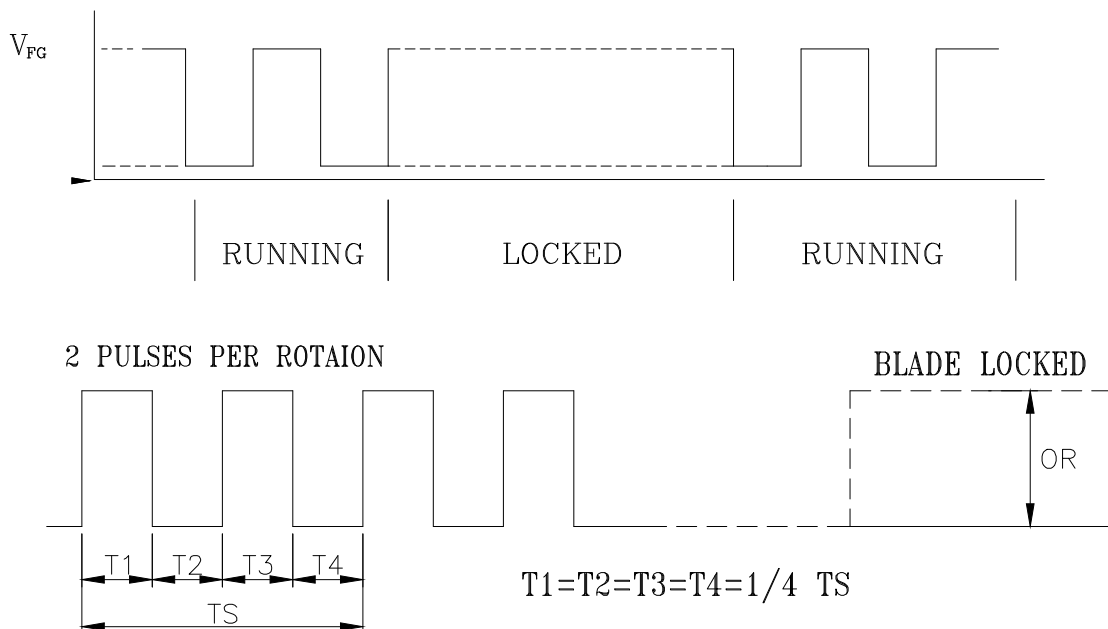 VFG
RUNNING
LOCKED
RUNNING
2 PULSES PER ROTAION
BLADE LOCKED
OR
T1
T2
T3
T4
T1=T2=T3=T4=1/4 TS
TS